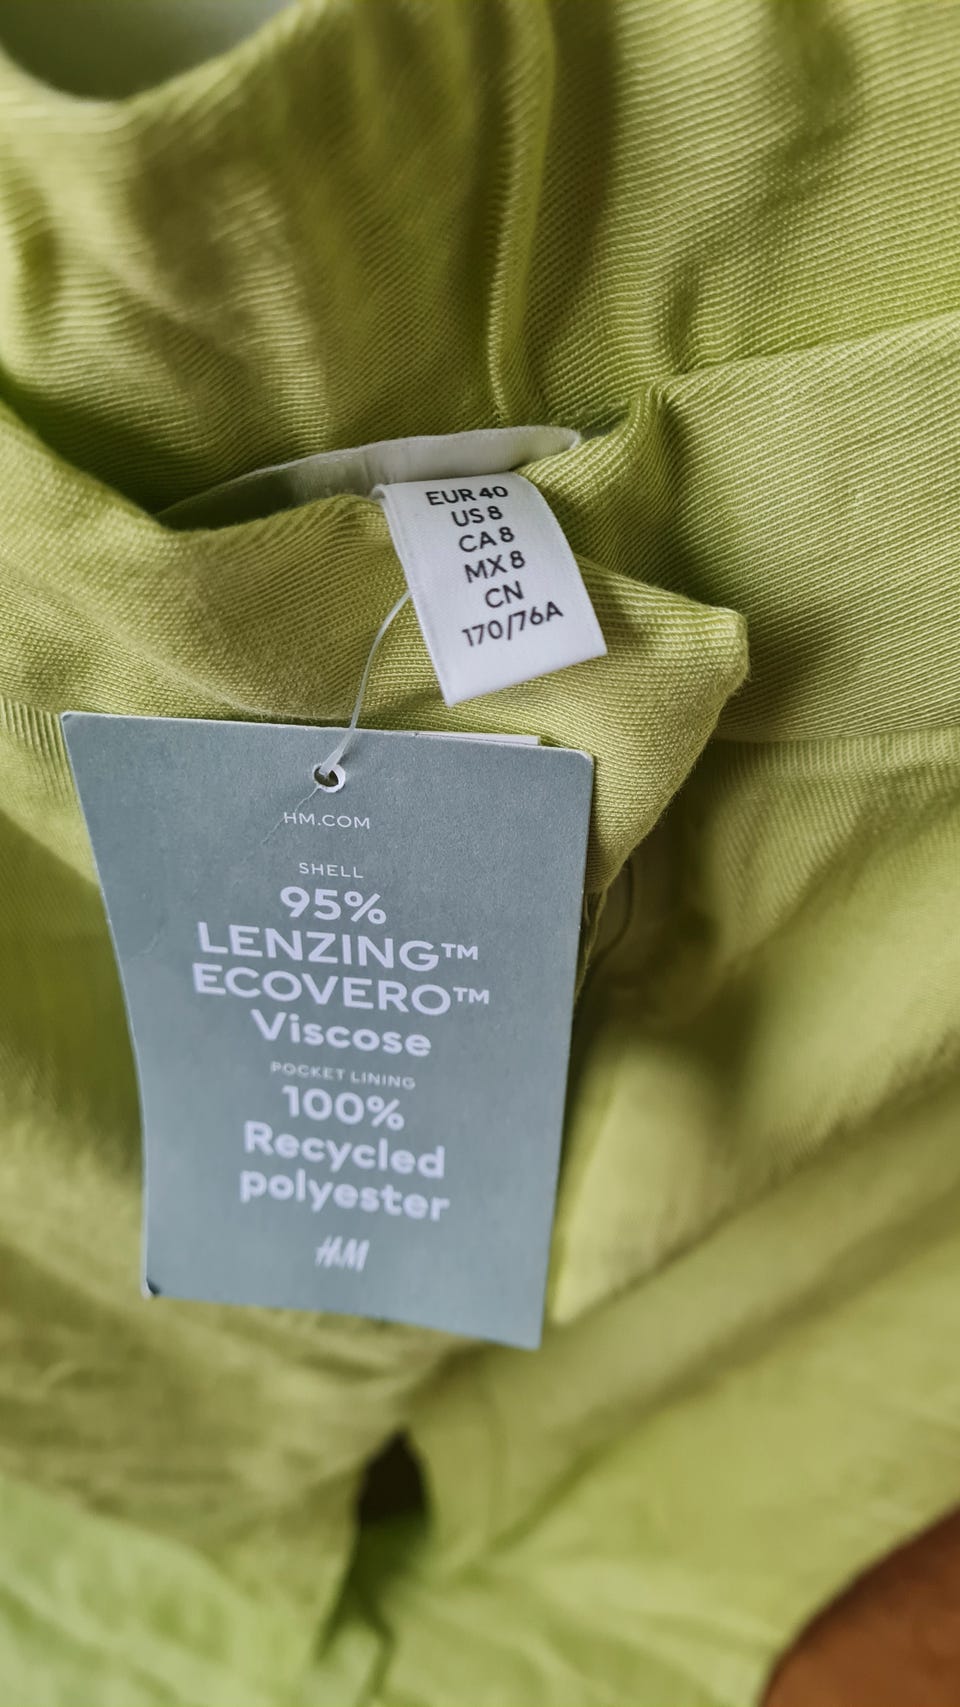 EUR 40
US 8
CA 8
MX 8
CN
170/76A
HM.COM
SHELL
95%
LENZING™
ECOVERO™
Viscose
POCKET LINING
100%
Recycled
polyester
H&M